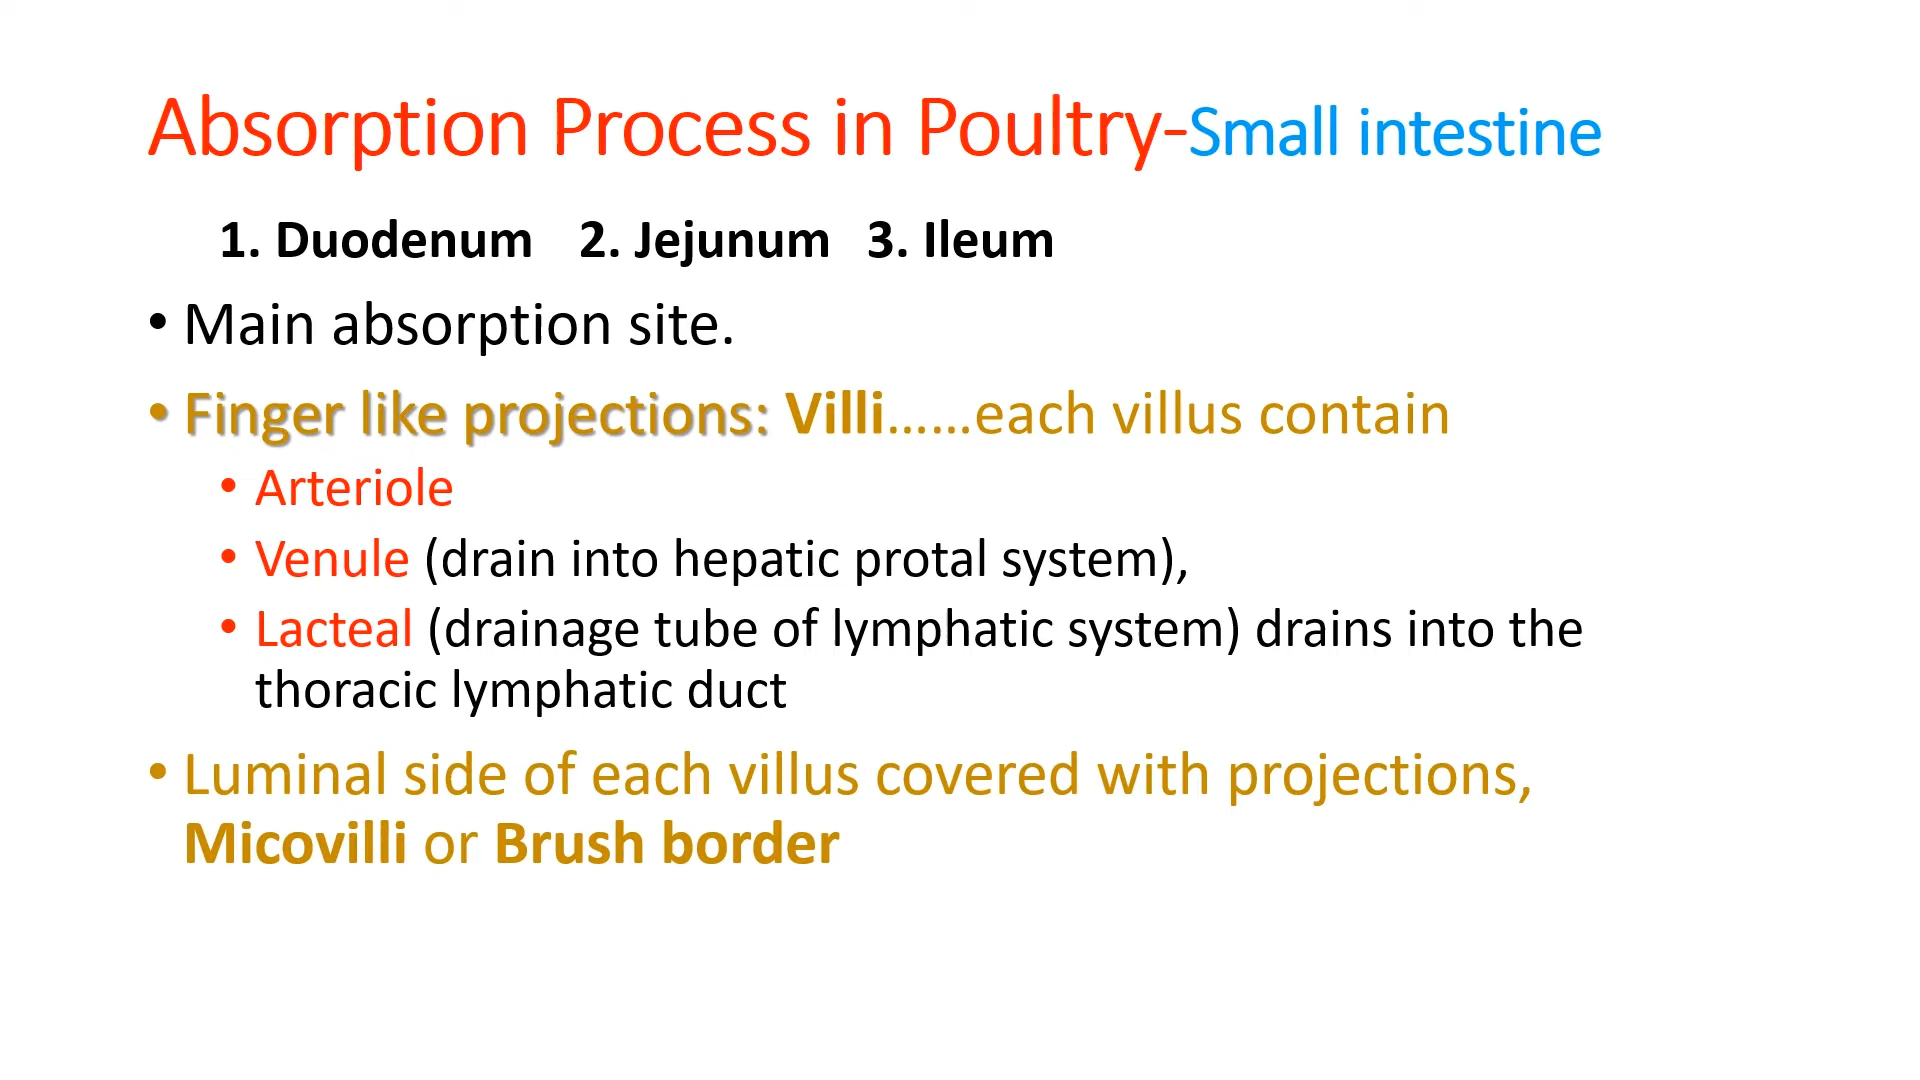 Absorption Process in Poultry-Small intestine
1. Duodenum 2. Jejunum 3. Ileum
• Main absorption site.
• Finger like projections: Villi……each villus contain
• Arteriole
• Venule (drain into hepatic protal system),
• Lacteal (drainage tube of lymphatic system) drains into the
thoracic lymphatic duct
• Luminal side of each villus covered with projections,
Micovilli or Brush border